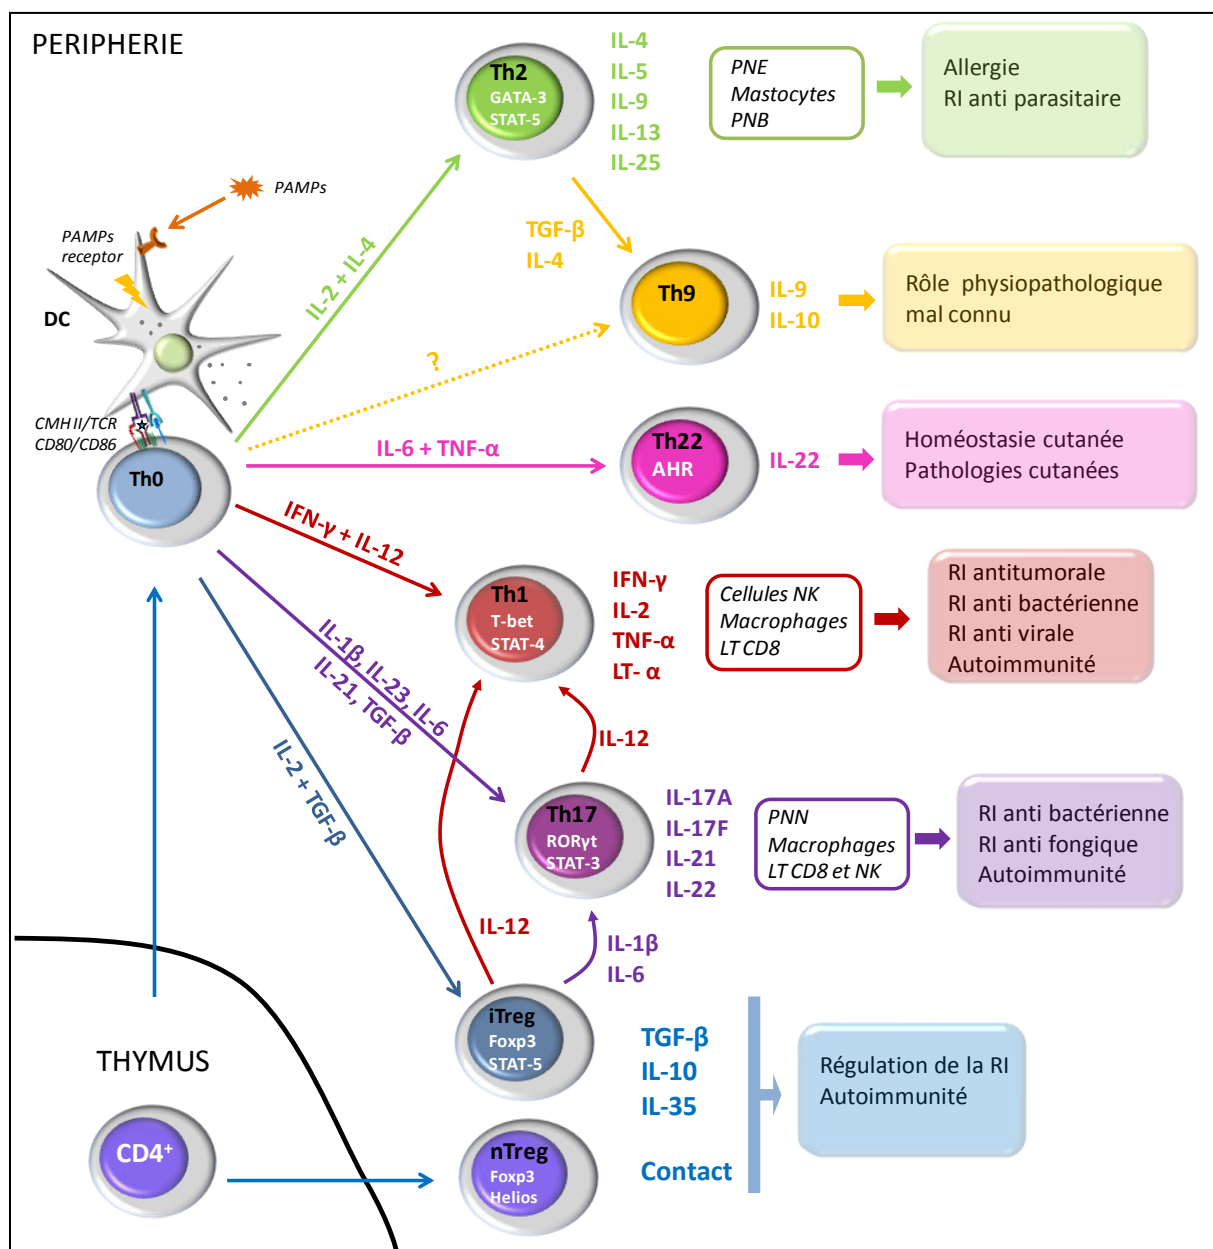 PERIPHERIE
Th2
GATA-3
STAT-5
IL-4
IL-5
IL-9
IL-13
IL-25
PNE
Mastocytes
PNB
Allergie
RI anti parasitaire
PAMPs
PAMPs
receptor
DC
CMH II/TCR
CD80/CD86
Th0
IL-2 + IL-4
TGF-β
IL-4
?
Th9
IL-9
IL-10
Rôle physiopathologique
mal connu
IL-6 + TNF-α
Th22
AHR
IL-22
Homéostasie cutanée
Pathologies cutanées
IFN-γ + IL-12
Th1
T-bet
STAT-4
IFN-γ
IL-2
TNF-α
LT- α
Cellules NK
Macrophages
LT CD8
RI antitumorale
RI anti bactérienne
RI anti virale
Autoimmunité
IL-1β, IL-23, IL-6
IL-21, TGF-β
IL-12
Th17
RORγt
STAT-3
IL-17A
IL-17F
IL-21
IL-22
PNN
Macrophages
LT CD8 et NK
RI anti bactérienne
RI anti fongique
Autoimmunité
IL-2 + TGF-β
IL-12
IL-1β
IL-6
iTreg
Foxp3
STAT-5
TGF-β
IL-10
IL-35
Contact
Régulation de la RI
Autoimmunité
THYMUS
CD4⁺
nTreg
Foxp3
Helios